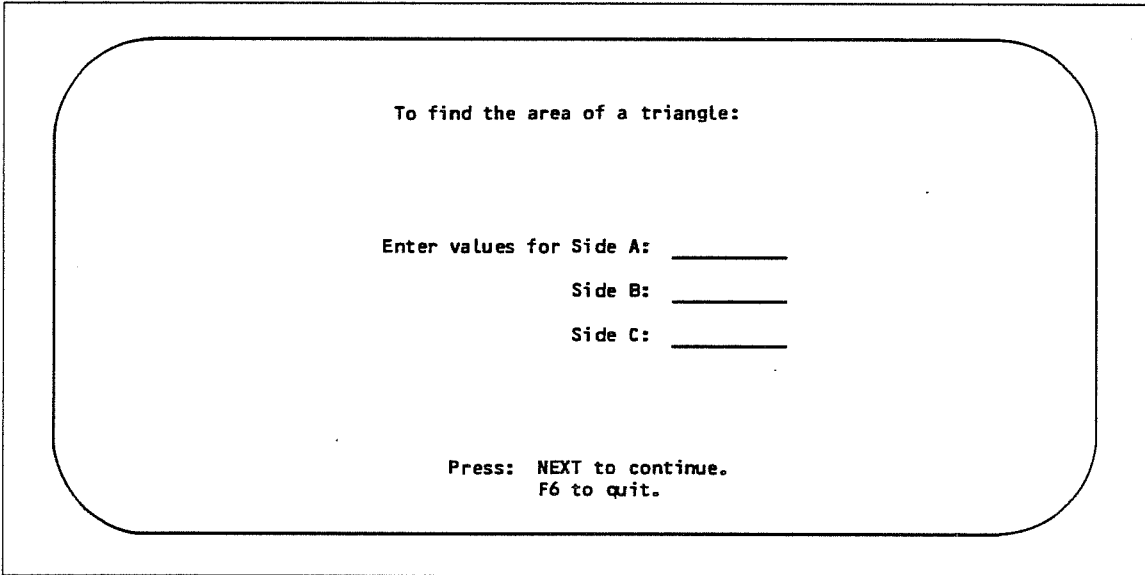 To find the area of a triangle:
Enter values for Side A:
Side B:
Side C:
Press: NEXT to continue.
F6 to quit.